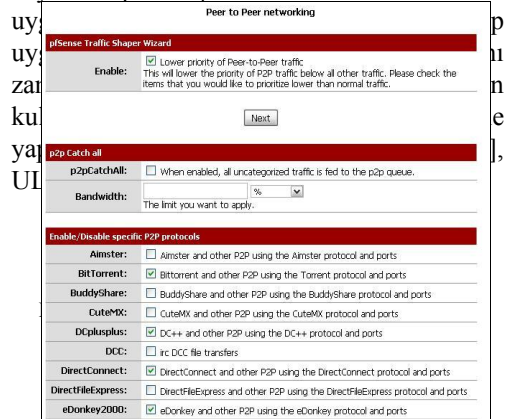 Peer to Peer networking
pfSense Traffic Shaper Wizard
Enable:
Lower priority of Peer-to-Peer traffic
This will lower the priority of P2P traffic below all other traffic. Please check the
items that you would like to prioritize lower than normal traffic.
Next
p2p Catch all
p2pCatchAll: When enabled, all uncategorized traffic is fed to the p2p queue.
Bandwidth: %
The limit you want to apply.
Enable/Disable specific P2P protocols
Aimster: Aimster and other P2P using the Aimster protocol and ports
BitTorrent: Bittorrent and other P2P using the Torrent protocol and ports
BuddyShare: BuddyShare and other P2P using the BuddyShare protocol and ports
CuteMX: CuteMX and other P2P using the CuteMX protocol and ports
DCplusplus: DC++ and other P2P using the DC++ protocol and ports
DCC: irc DCC file transfers
DirectConnect: DirectConnect and other P2P using the DirectConnect protocol and ports
DirectFileExpress: DirectFileExpress and other P2P using the DirectFileExpress protocol and ports
eDonkey2000: eDonkey and other P2P using the eDonkey protocol and ports